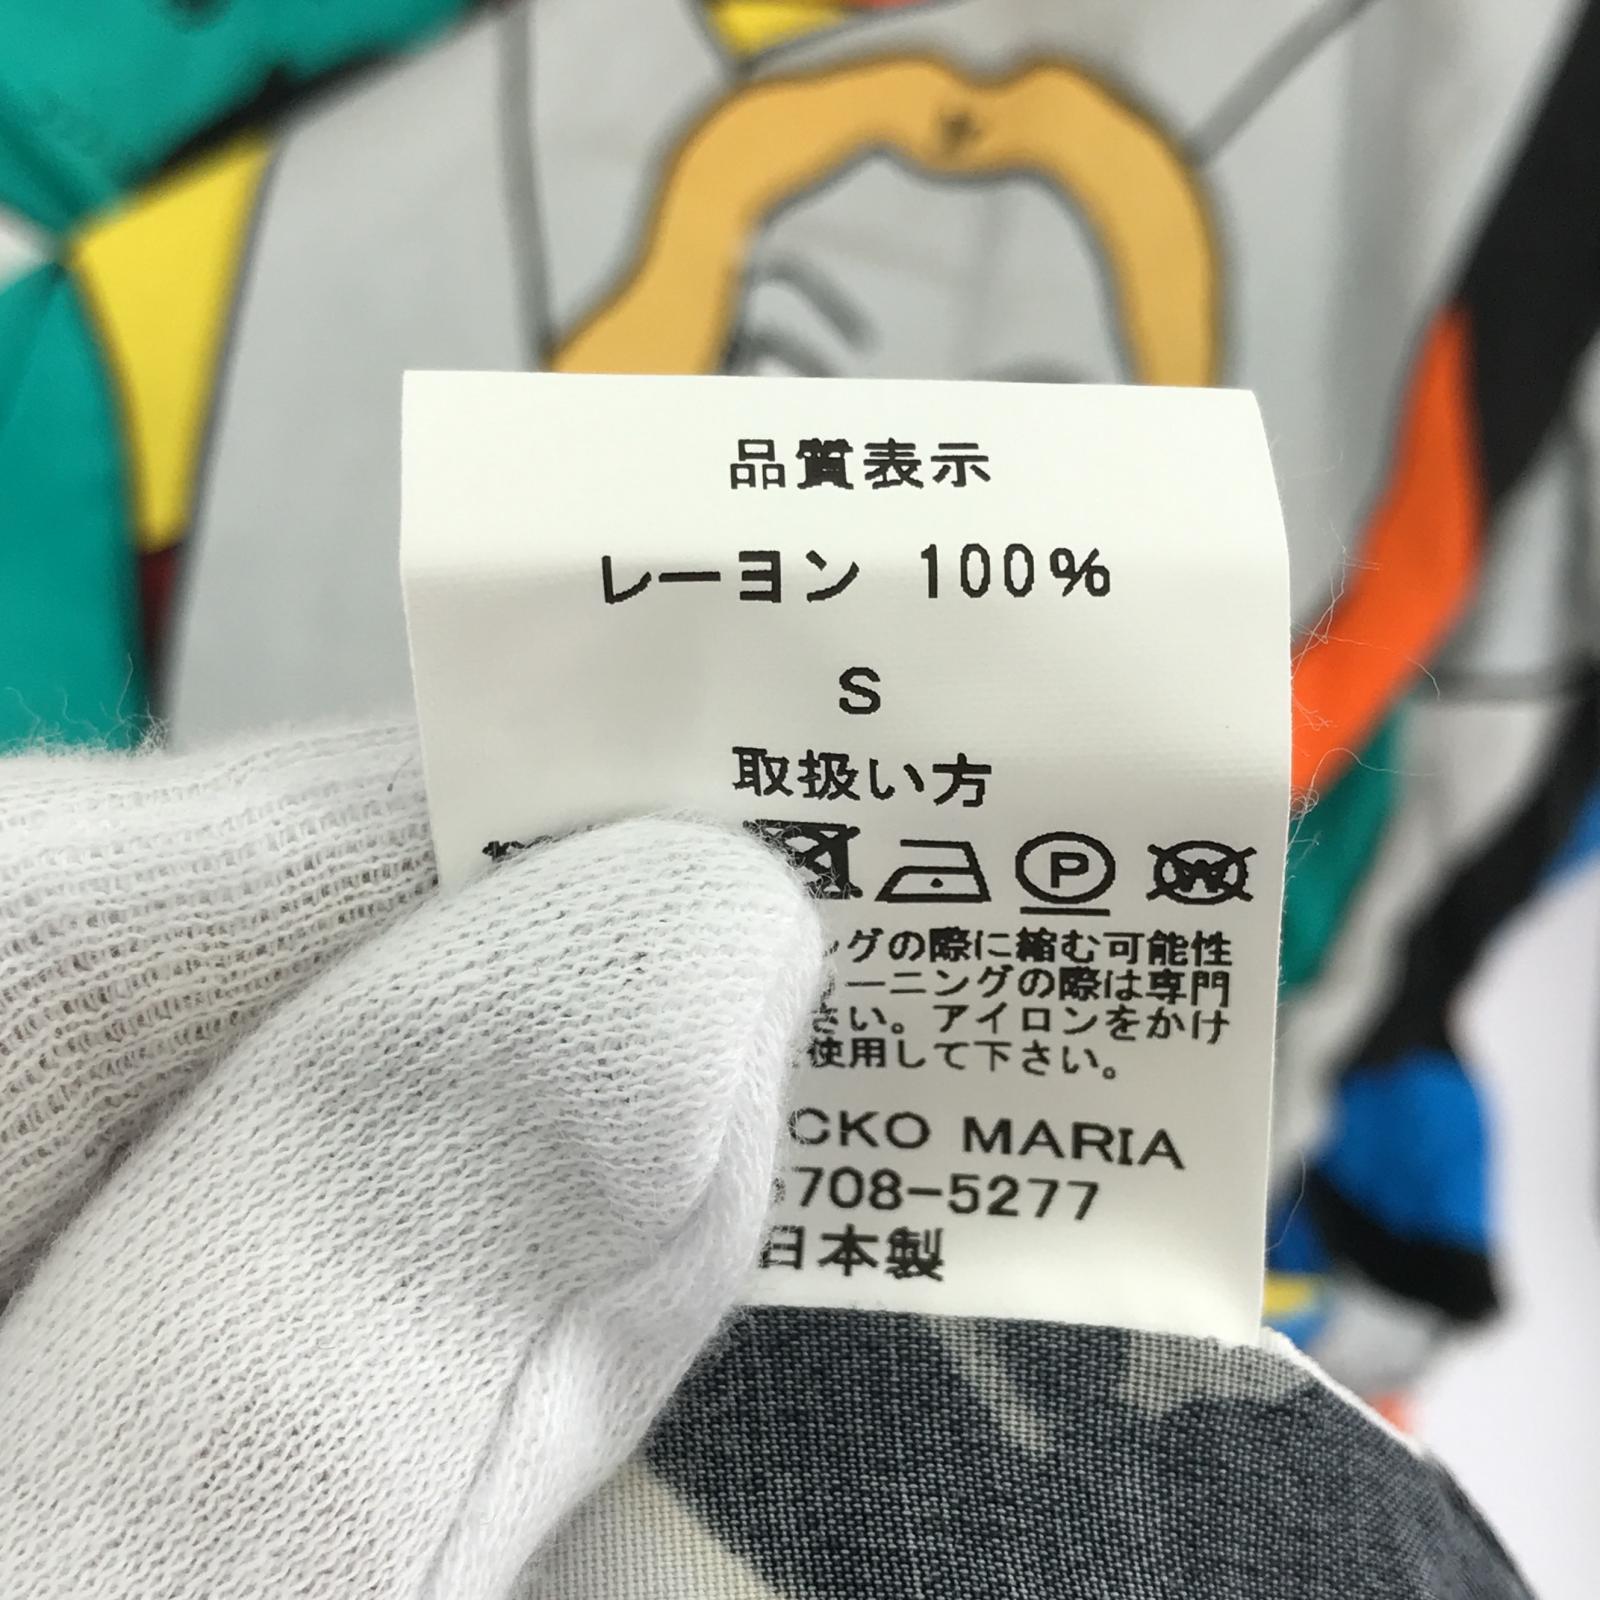 品質表示
レーヨン 100%
S
取扱い方
P W
グの際に縮む可能性
ーニングの際は専門
さい。アイロンをかけ
使用して下さい。
CKO MARIA
708-5277
日本製